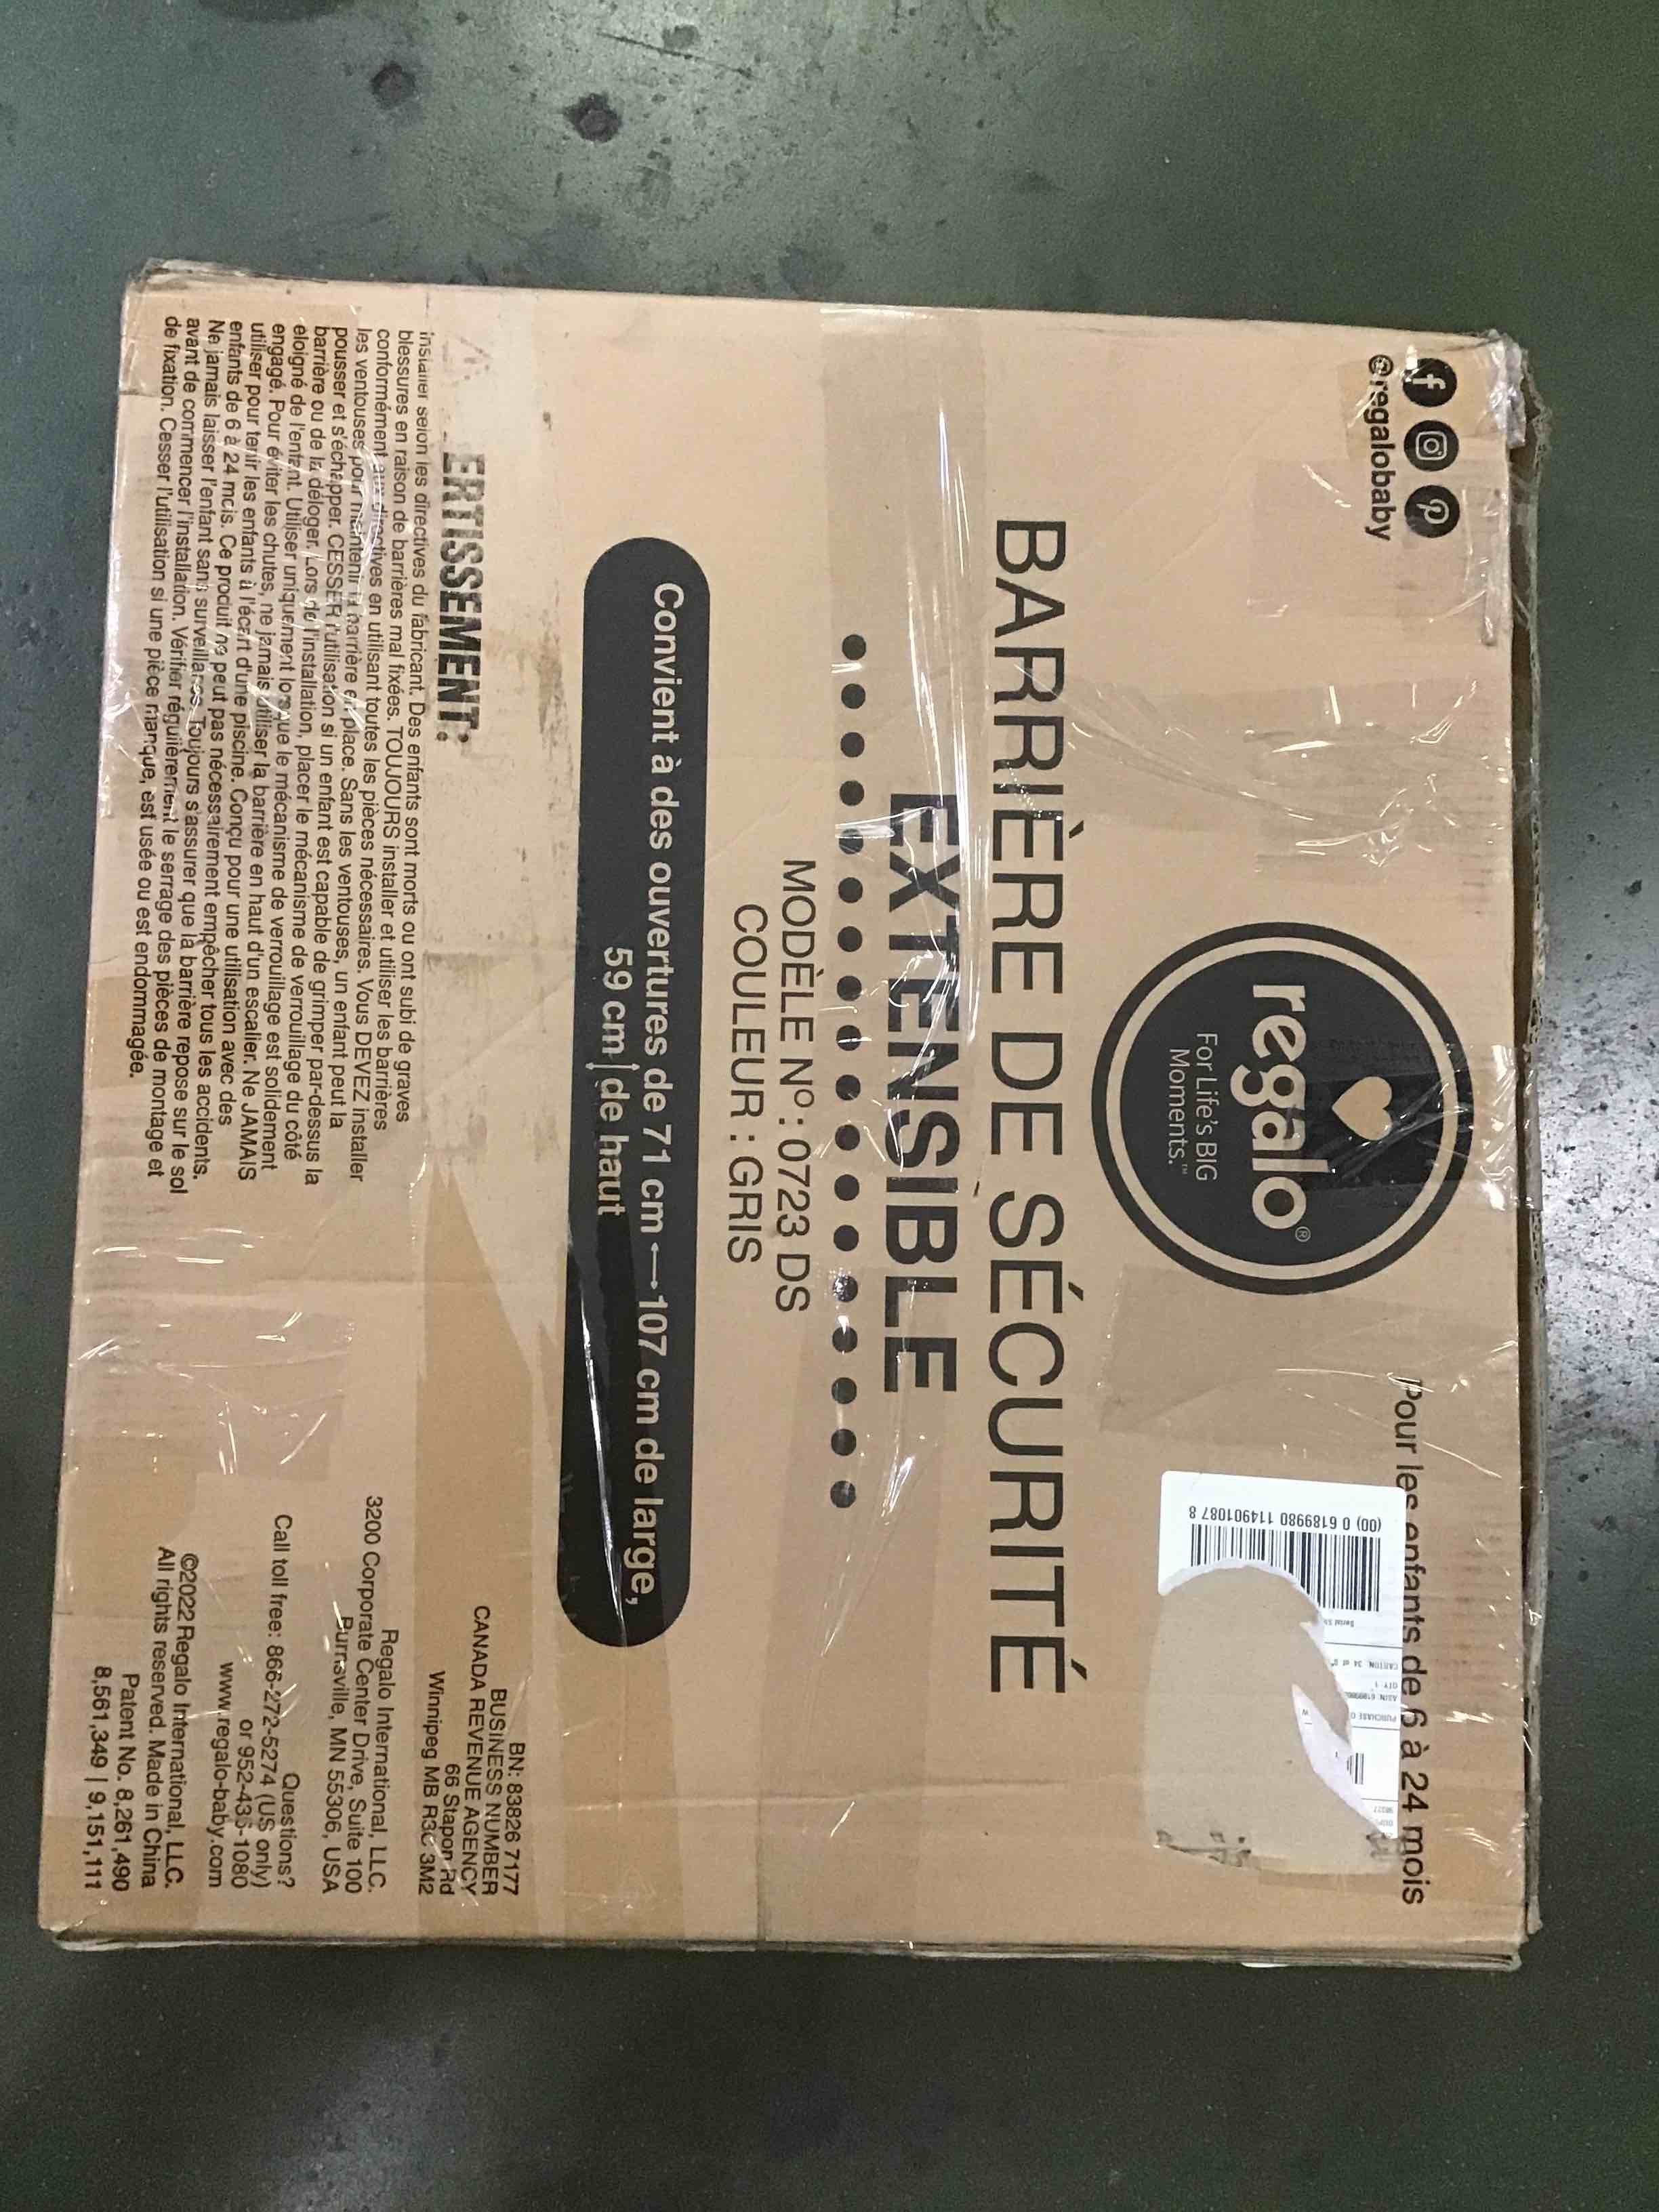 @regalobaby
regalo®
For Life's BIG
Moments.™
Pour les enfants de 6 à 24 mois
(00) 0 6189980 114901087 8
Serial
CARTON: 34 of
QTY: 1
ASIN:
PURCHASE O
BARRIÈRE DE SÉCURITÉ
EXTENSIBLE
MODÈLE Nº : 0723 DS
COULEUR : GRIS
Convient à des ouvertures de 71 cm ⟷ 107 cm de large,
59 cm de haut
ERTISSEMENT:
installer selon les directives du fabricant. Des enfants sont morts ou ont subi de graves
blessures en raison de barrières mal fixées. TOUJOURS installer et utiliser les barrières
conformément aux directives en utilisant toutes les pièces nécessaires. Vous DEVEZ installer
les ventouses pour maintenir la barrière en place. Sans les ventouses, un enfant peut la
pousser et s'échapper. CESSER l'utilisation si un enfant est capable de grimper par-dessus la
barrière ou de la déloger. Lors de l'installation, placer le mécanisme de verrouillage du côté
eloigné de l'enfant. Utiliser uniquement lorsque le mécanisme de verrouillage est solidement
engagé. Pour éviter les chutes, ne jamais utiliser la barrière en haut d'un escalier. Ne JAMAIS
utiliser pour tenir les enfants à l'écart d'une piscine. Conçu pour une utilisation avec des
enfants de 6 à 24 mois. Ce produit ne peut pas nécessairement empêcher tous les accidents.
Ne jamais laisser l'enfant sans surveillance. Toujours s'assurer que la barrière repose sur le sol
avant de commencer l'installation. Vérifier régulièrement le serrage des pièces de montage et
de fixation. Cesser l'utilisation si une pièce manque, est usée ou est endommagée.
BN: 83826 7177
BUSINESS NUMBER
CANADA REVENUE AGENCY
66 Stapon Rd
Winnipeg MB R3C 3M2
Regalo International, LLC.
3200 Corporate Center Drive, Suite 100
Burnsville, MN 55306, USA
Questions?
Call toll free: 866-272-5274 (US only)
or 952-435-1080
www.regalo-baby.com
©2022 Regalo International, LLC.
All rights reserved. Made in China
Patent No. 8,261,490
8,561,349 | 9,151,111